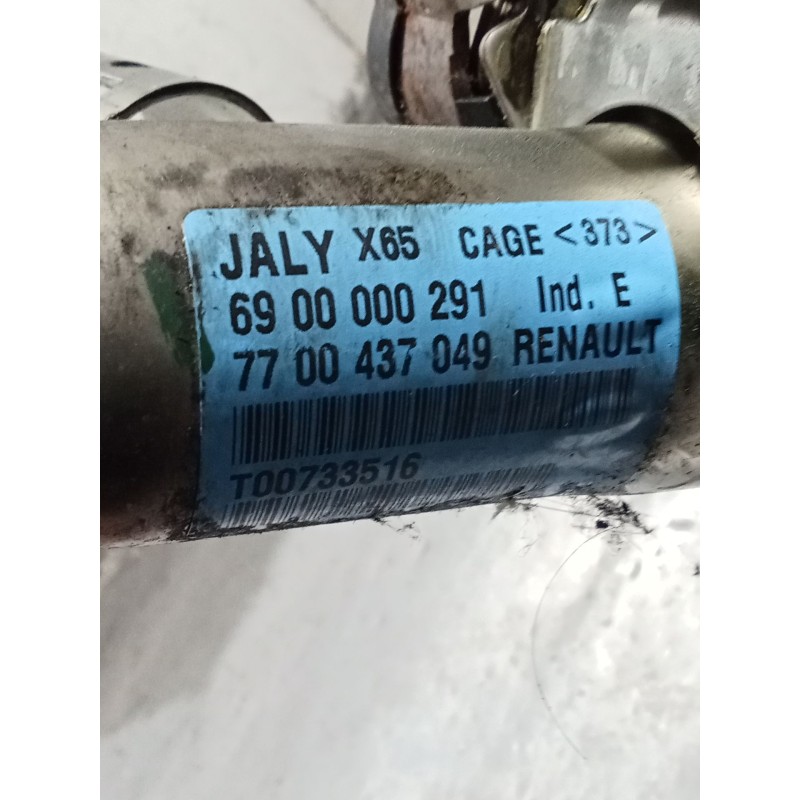 JALY X65 CAGE <373>
69 00 000 291 Ind. E
77 00 437 049 RENAULT
T00733516